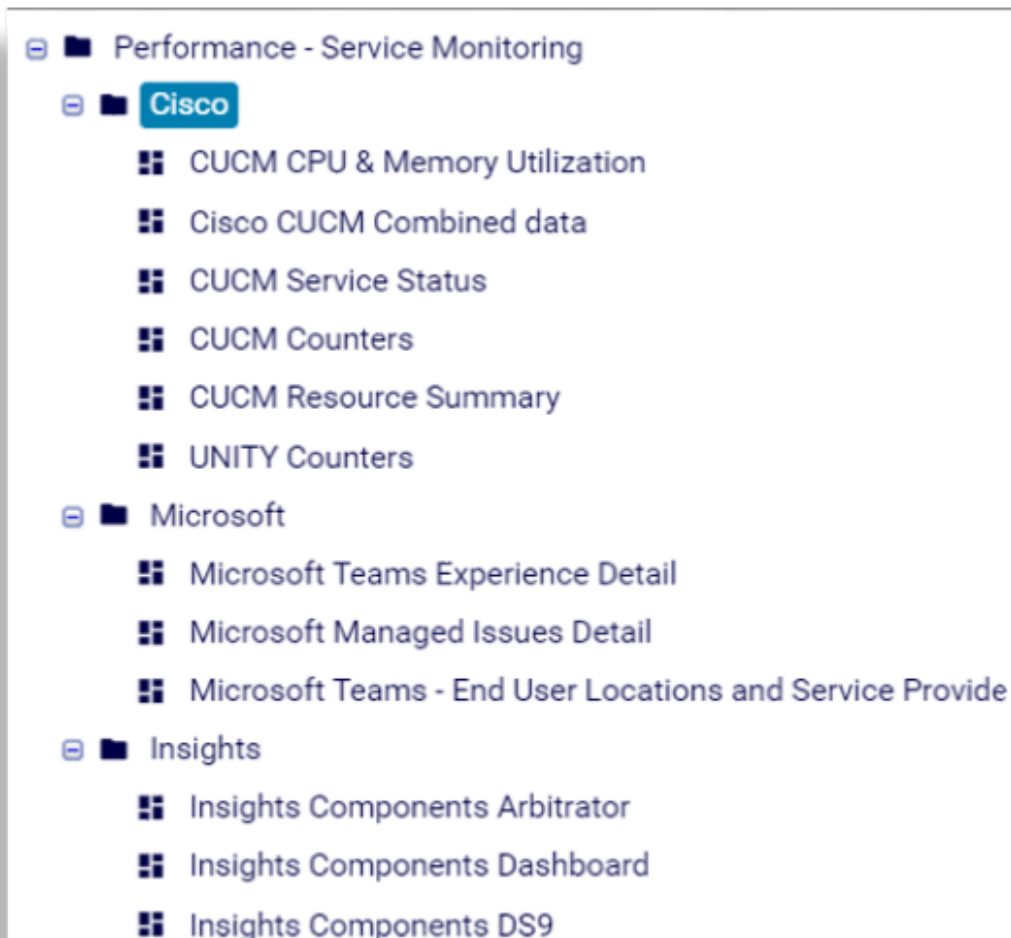 Performance - Service Monitoring
Cisco
CUCM CPU & Memory Utilization
Cisco CUCM Combined data
CUCM Service Status
CUCM Counters
CUCM Resource Summary
UNITY Counters
Microsoft
Microsoft Teams Experience Detail
Microsoft Managed Issues Detail
Microsoft Teams - End User Locations and Service Provide
Insights
Insights Components Arbitrator
Insights Components Dashboard
Insights Components DS9